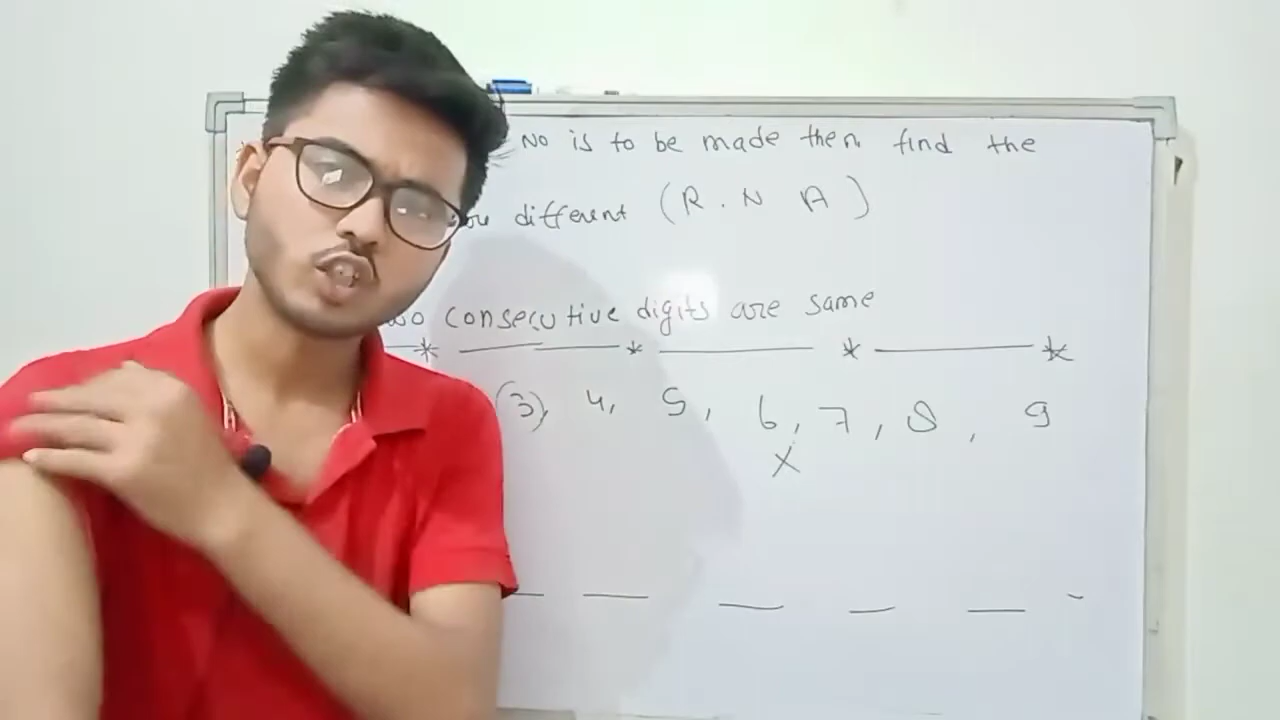 No is to be made then find the
different (R. N A)
consecutive digits are same
(3), 4, 5, 6, 7, 8, 9
X